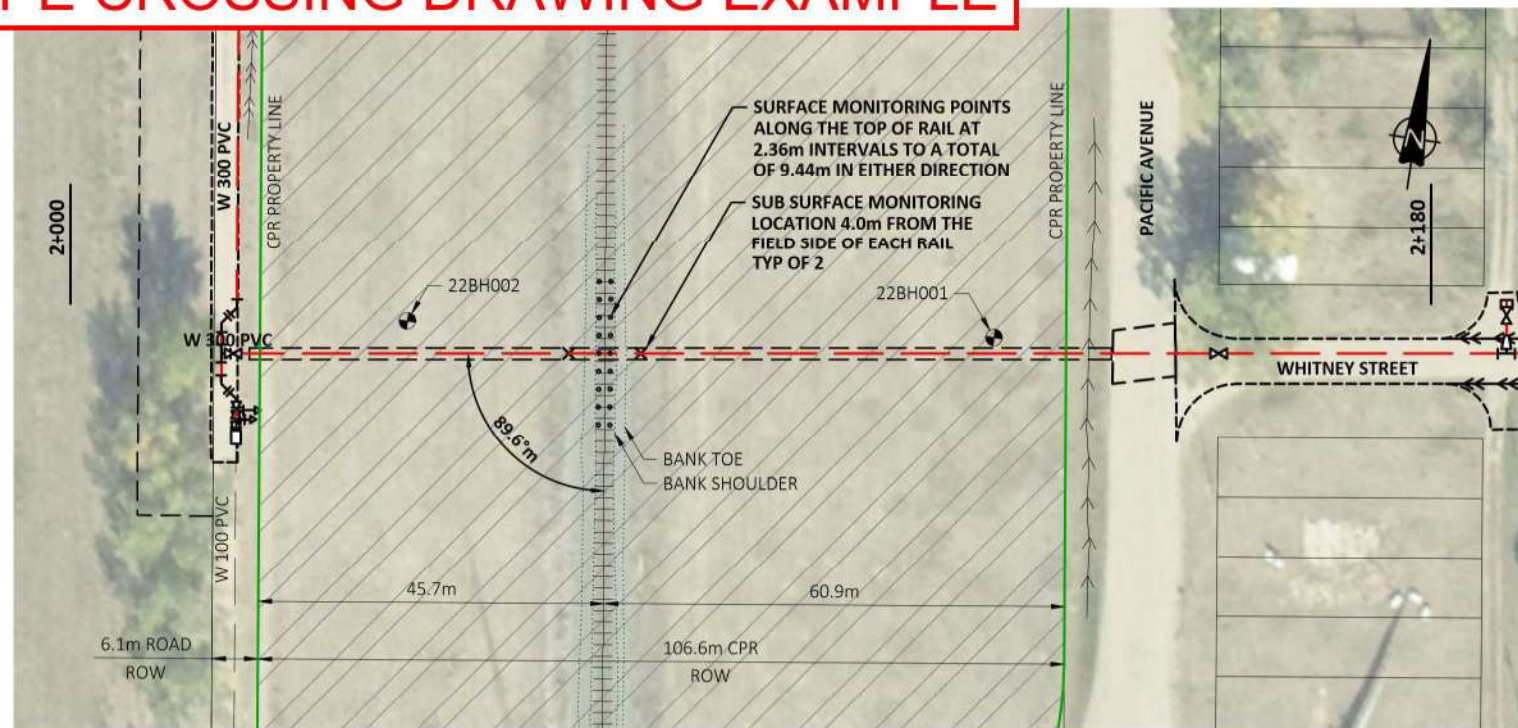 PE CROSSING DRAWING EXAMPLE
SURFACE MONITORING POINTS
ALONG THE TOP OF RAIL AT
2.36m INTERVALS TO A TOTAL
OF 9.44m IN EITHER DIRECTION
SUB SURFACE MONITORING
LOCATION 4.0m FROM THE
FIELD SIDE OF EACH RAIL
TYP OF 2
2+000
W 300 PVC
CPR PROPERTY LINE
CPR PROPERTY LINE
PACIFIC AVENUE
N
2+180
22BH002
22BH001
W 300 PVC
WHITNEY STREET
89.6°m
BANK TOE
BANK SHOULDER
W 100 PVC
45.7m
60.9m
6.1m ROAD
ROW
106.6m CPR
ROW